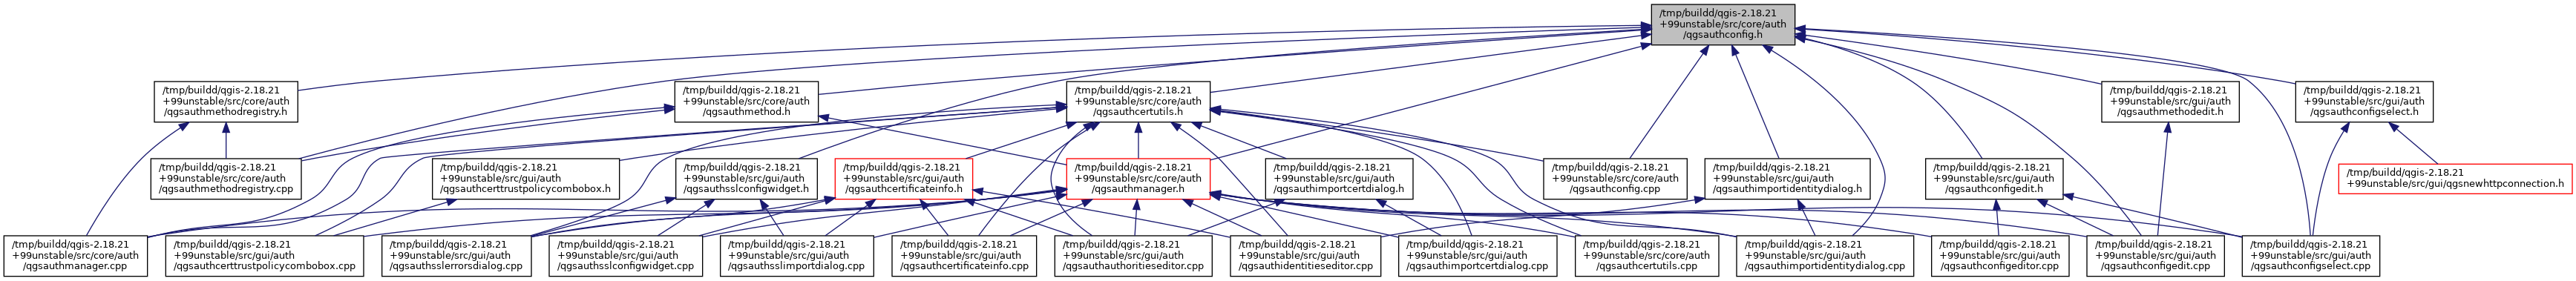 /tmp/buildd/qgis-2.18.21
+99unstable/src/core/auth
/qgsauthconfig.h
/tmp/buildd/qgis-2.18.21
+99unstable/src/core/auth
/qgsauthmethodregistry.h
/tmp/buildd/qgis-2.18.21
+99unstable/src/core/auth
/qgsauthmethod.h
/tmp/buildd/qgis-2.18.21
+99unstable/src/core/auth
/qgsauthcertutils.h
/tmp/buildd/qgis-2.18.21
+99unstable/src/gui/auth
/qgsauthmethodedit.h
/tmp/buildd/qgis-2.18.21
+99unstable/src/gui/auth
/qgsauthconfigselect.h
/tmp/buildd/qgis-2.18.21
+99unstable/src/core/auth
/qgsauthmethodregistry.cpp
/tmp/buildd/qgis-2.18.21
+99unstable/src/gui/auth
/qgsauthcerttrustpolicycombobox.h
/tmp/buildd/qgis-2.18.21
+99unstable/src/gui/auth
/qgsauthsslconfigwidget.h
/tmp/buildd/qgis-2.18.21
+99unstable/src/gui/auth
/qgsauthcertificateinfo.h
/tmp/buildd/qgis-2.18.21
+99unstable/src/core/auth
/qgsauthmanager.h
/tmp/buildd/qgis-2.18.21
+99unstable/src/gui/auth
/qgsauthimportcertdialog.h
/tmp/buildd/qgis-2.18.21
+99unstable/src/core/auth
/qgsauthconfig.cpp
/tmp/buildd/qgis-2.18.21
+99unstable/src/gui/auth
/qgsauthimportidentitydialog.h
/tmp/buildd/qgis-2.18.21
+99unstable/src/gui/auth
/qgsauthconfigedit.h
/tmp/buildd/qgis-2.18.21
+99unstable/src/gui/qgsnewhttpconnection.h
/tmp/buildd/qgis-2.18.21
+99unstable/src/core/auth
/qgsauthmanager.cpp
/tmp/buildd/qgis-2.18.21
+99unstable/src/gui/auth
/qgsauthcerttrustpolicycombobox.cpp
/tmp/buildd/qgis-2.18.21
+99unstable/src/gui/auth
/qgsauthsslerrorsdialog.cpp
/tmp/buildd/qgis-2.18.21
+99unstable/src/gui/auth
/qgsauthsslconfigwidget.cpp
/tmp/buildd/qgis-2.18.21
+99unstable/src/gui/auth
/qgsauthsslimportdialog.cpp
/tmp/buildd/qgis-2.18.21
+99unstable/src/gui/auth
/qgsauthcertificateinfo.cpp
/tmp/buildd/qgis-2.18.21
+99unstable/src/gui/auth
/qgsauthauthoritieseditor.cpp
/tmp/buildd/qgis-2.18.21
+99unstable/src/gui/auth
/qgsauthidentitieseditor.cpp
/tmp/buildd/qgis-2.18.21
+99unstable/src/gui/auth
/qgsauthimportcertdialog.cpp
/tmp/buildd/qgis-2.18.21
+99unstable/src/core/auth
/qgsauthcertutils.cpp
/tmp/buildd/qgis-2.18.21
+99unstable/src/gui/auth
/qgsauthimportidentitydialog.cpp
/tmp/buildd/qgis-2.18.21
+99unstable/src/gui/auth
/qgsauthconfigeditor.cpp
/tmp/buildd/qgis-2.18.21
+99unstable/src/gui/auth
/qgsauthconfigedit.cpp
/tmp/buildd/qgis-2.18.21
+99unstable/src/gui/auth
/qgsauthconfigselect.cpp